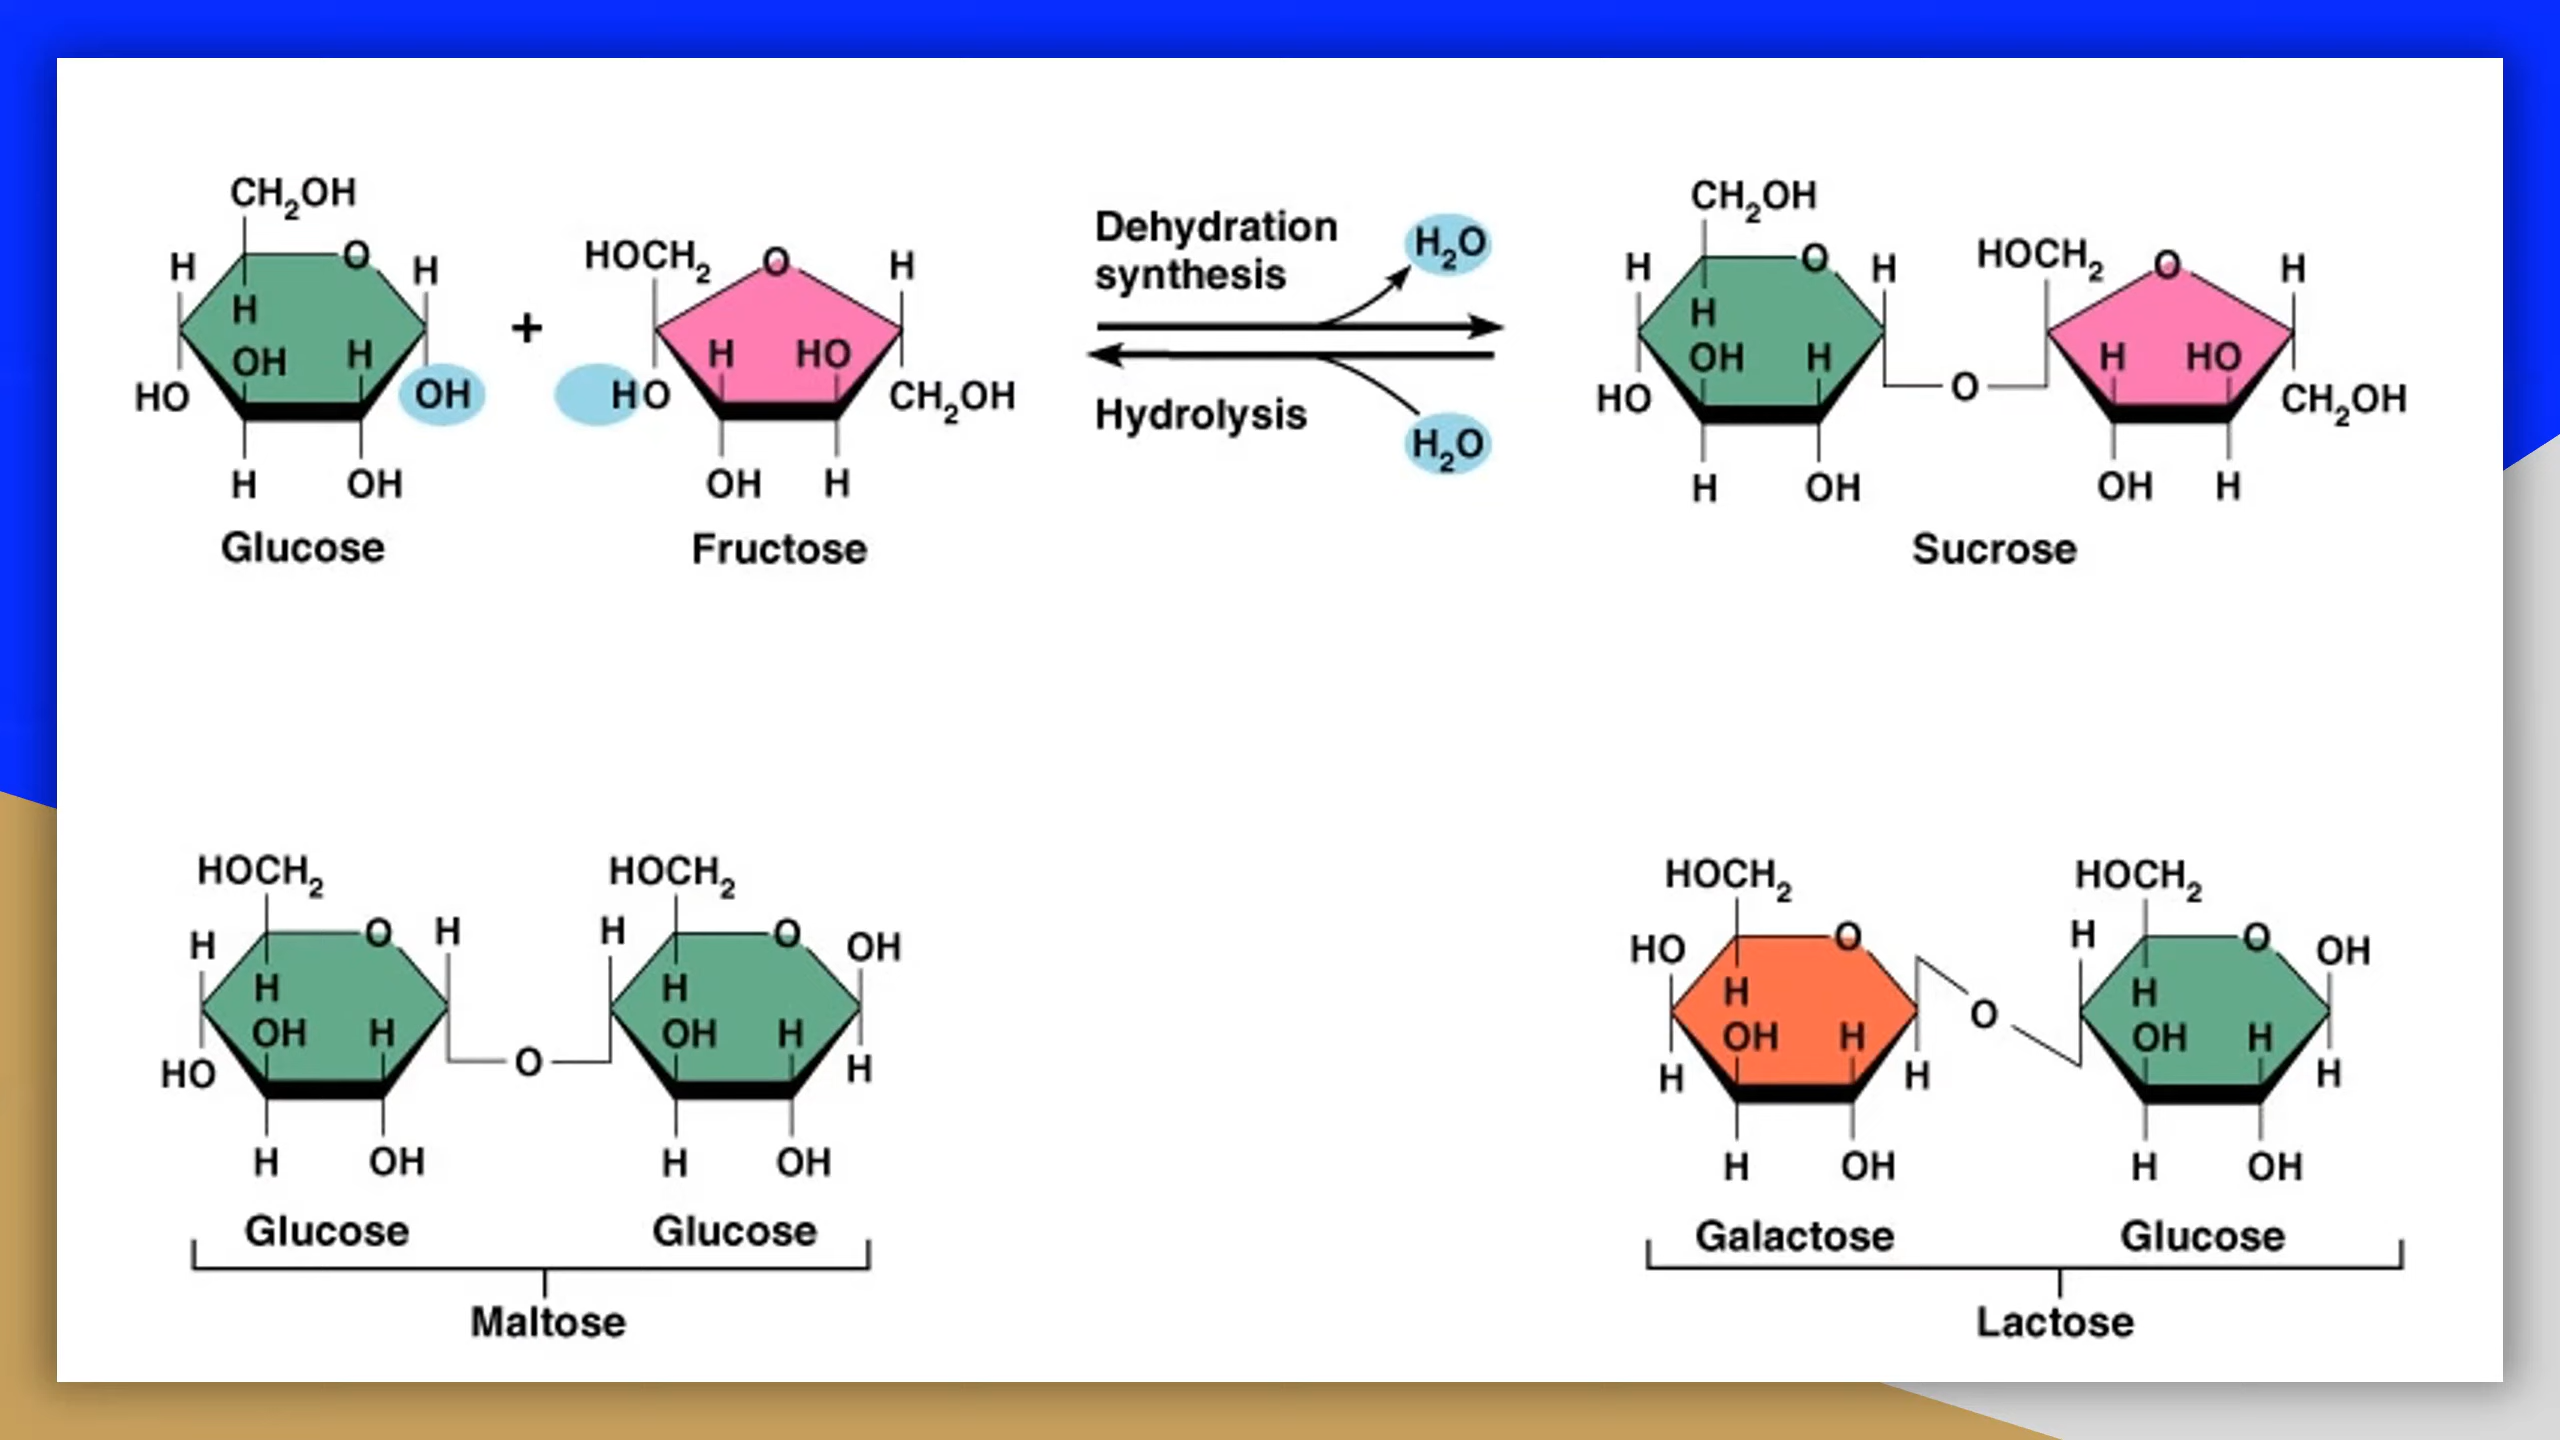 CH2OH
H
O
H
H
OH
H
HO
OH
H
OH
Glucose
+
HOCH2
O
H
H
HO
HO
CH2OH
OH
H
Fructose
Dehydration
synthesis
H2O
Hydrolysis
H2O
CH2OH
H
O
H
H
OH
H
HO
H
OH
O
HOCH2
O
H
H
HO
CH2OH
OH
H
Sucrose
HOCH2
H
O
H
H
OH
H
HO
H
OH
Glucose
O
HOCH2
H
O
OH
H
OH
H
H
H
OH
Glucose
Maltose
HOCH2
HO
O
H
OH
H
H
H
H
OH
Galactose
O
HOCH2
H
O
OH
H
OH
H
H
H
OH
Glucose
Lactose